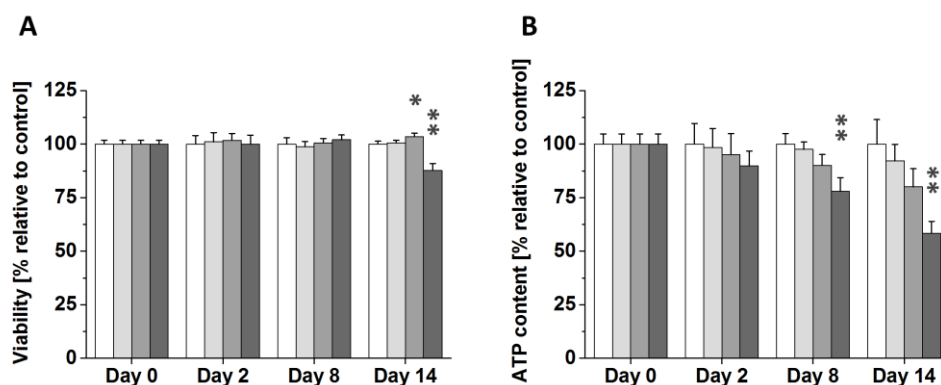 A
Viability [% relative to control]
125
100
75
50
25
0
*
**
Day 0 Day 2 Day 8 Day 14
B
ATP content [% relative to control]
125
100
75
50
25
0
**
**
Day 0 Day 2 Day 8 Day 14